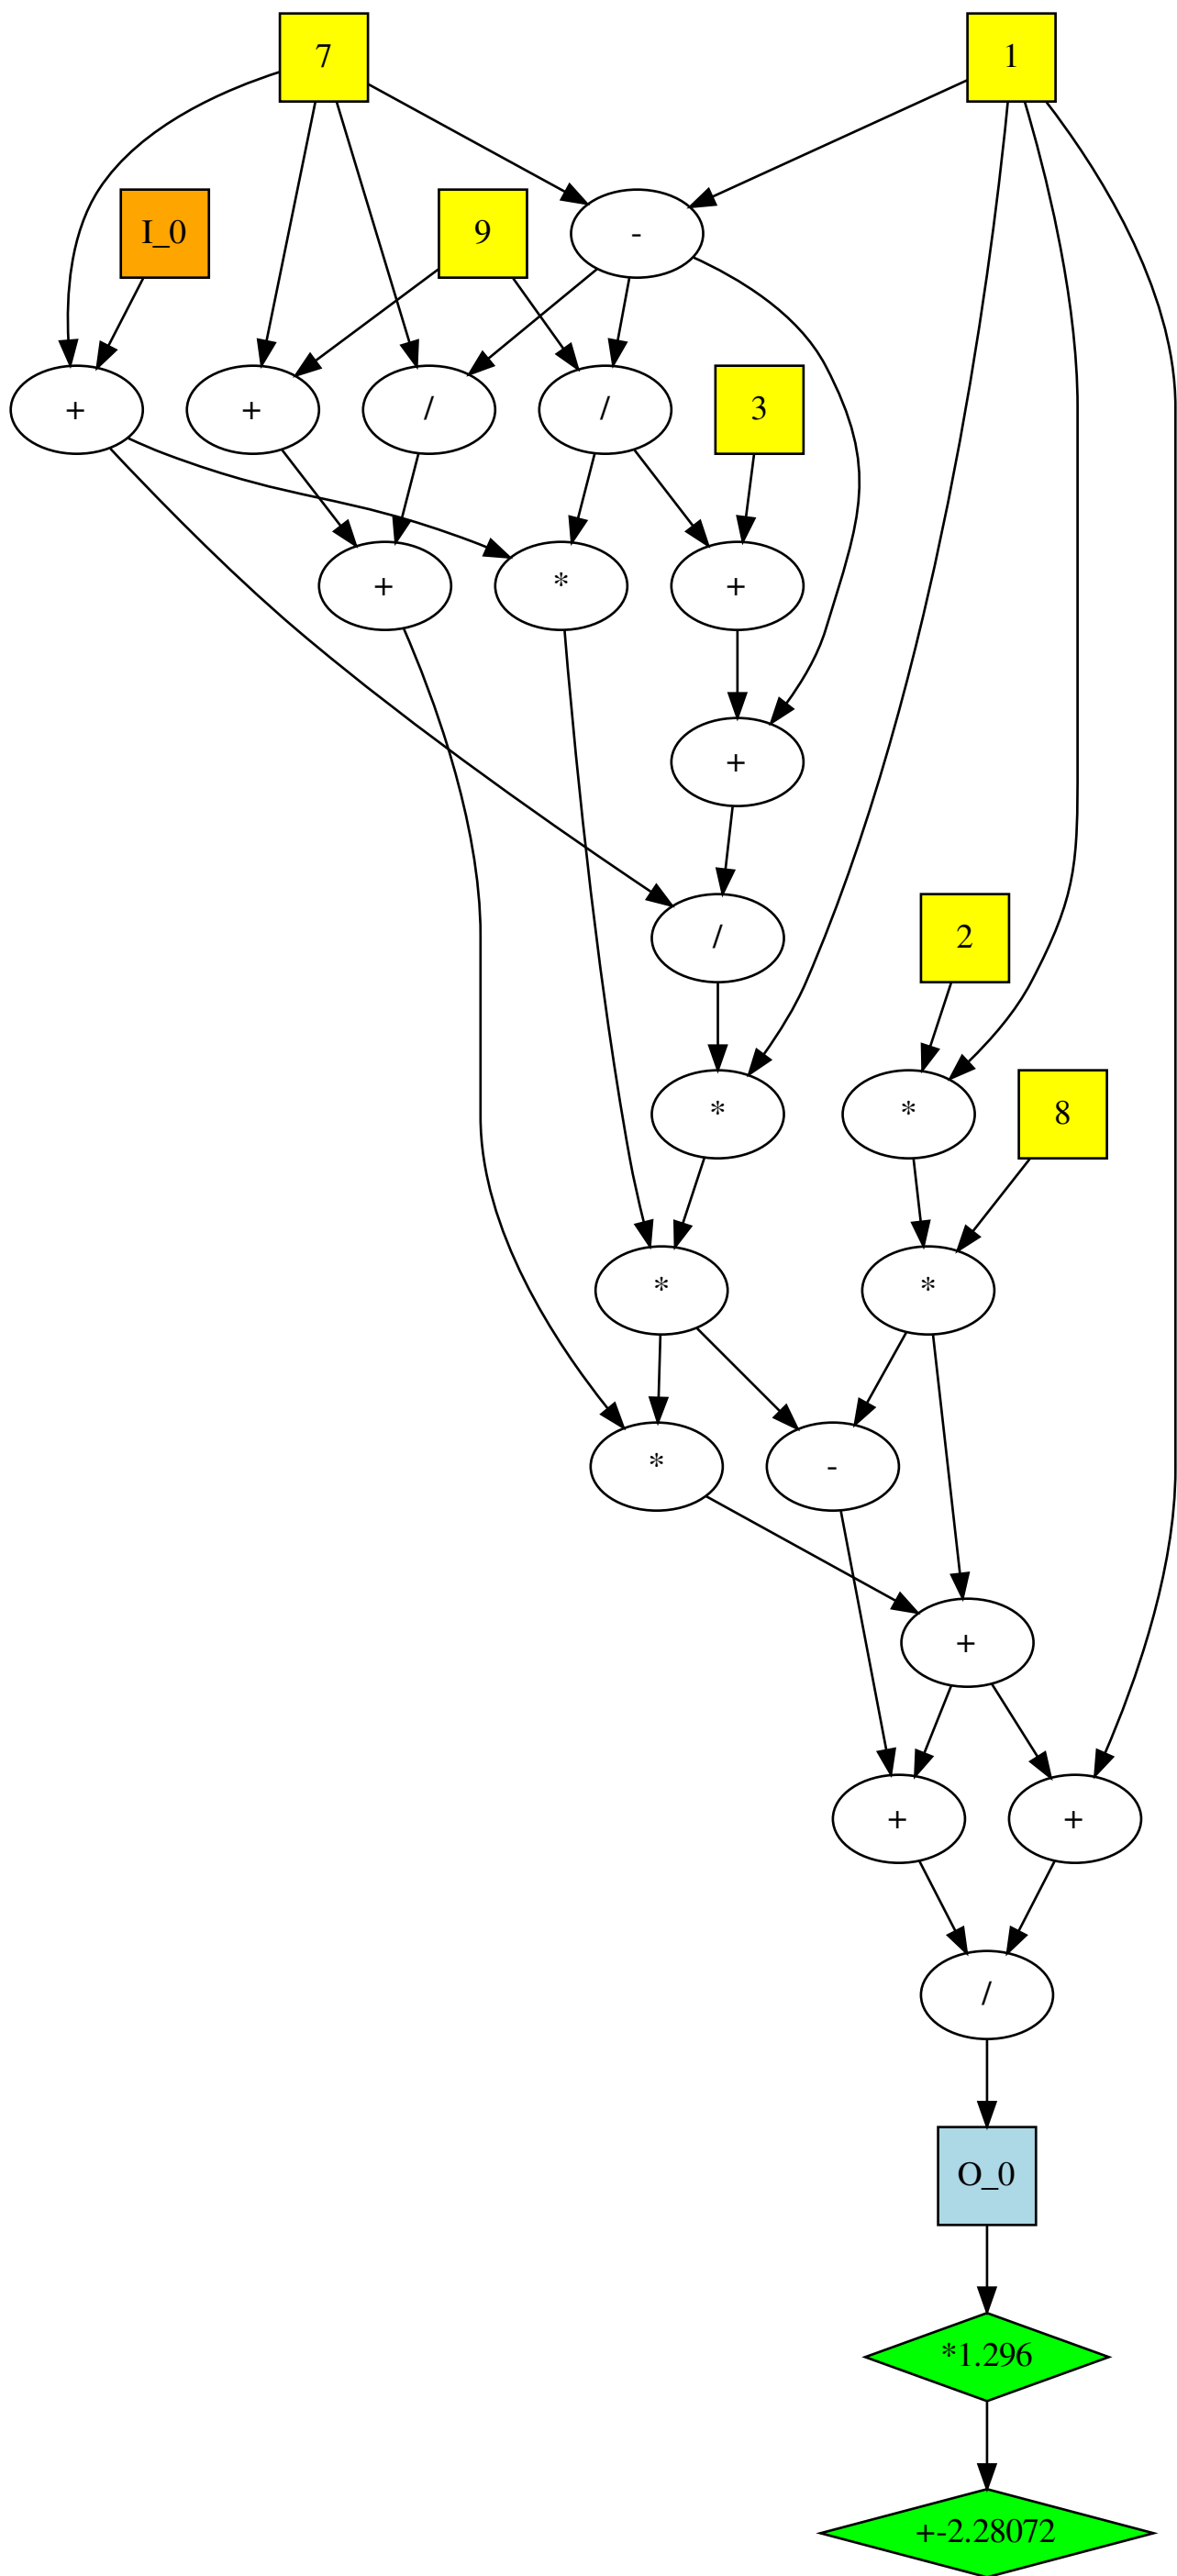 7 1
I_0 9 -
+ + / / 3
+ * +
+
/ 2
* * 8
* *
* -
+
+ +
/
O_0
*1.296
+-2.28072